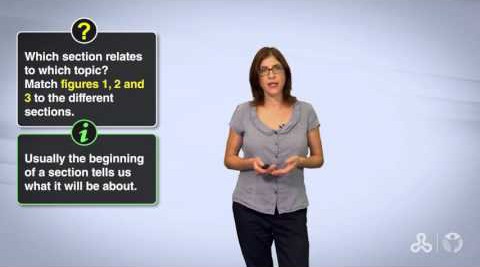 ?
Which section relates
to which topic?
Match figures 1, 2 and
3 to the different
sections.
i
Usually the beginning
of a section tells us
what it will be about.